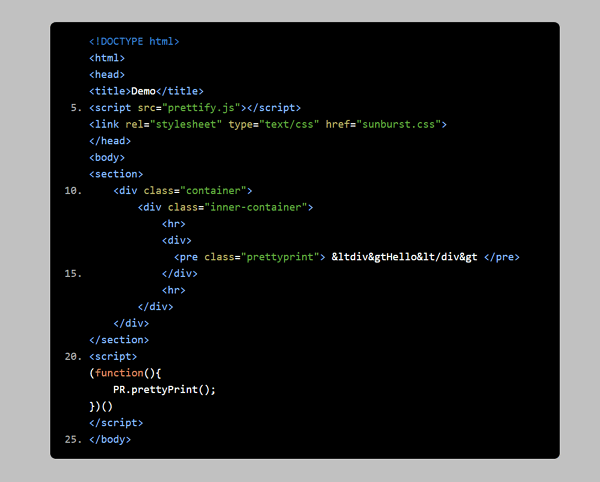 <!DOCTYPE html>
<html>
<head>
<title>Demo</title>
5. <script src="prettify.js"></script>
<link rel="stylesheet" type="text/css" href="sunburst.css">
</head>
<body>
<section>
10.     <div class="container">
        <div class="inner-container">
            <hr>
            <div>
              <pre class="prettyprint"> &ltdiv&gtHello&lt/div&gt </pre>
15.             </div>
            <hr>
        </div>
    </div>
</section>
20. <script>
(function(){
    PR.prettyPrint();
})()
</script>
25. </body>